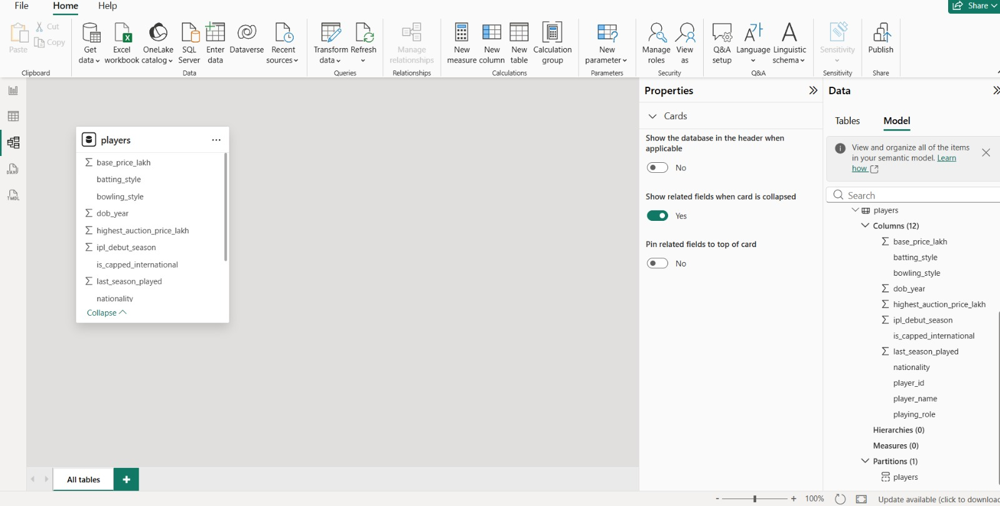 File Home Help
Share
Paste
Cut
Copy
Clipboard
Get data
Excel workbook
OneLake catalog
SQL Server
Enter data
Dataverse
Recent sources
Data
Transform data
Refresh
Queries
Manage relationships
Relationships
New measure
New column
New table
Calculation group
Calculations
New parameter
Parameters
Manage roles
View as
Security
Q&A setup
Language
Linguistic schema
Q&A
Sensitivity
Sensitivity
Publish
Share
DAX
TMDL
players
...
Σ base_price_lakh
batting_style
bowling_style
Σ dob_year
Σ highest_auction_price_lakh
Σ ipl_debut_season
is_capped_international
Σ last_season_played
nationality
Collapse
All tables
+
Properties
Cards
Show the database in the header when
applicable
No
Show related fields when card is collapsed
Yes
Pin related fields to top of card
No
Data
Tables Model
View and organize all of the items
in your semantic model. Learn
how
Search
players
Columns (12)
Σ base_price_lakh
batting_style
bowling_style
Σ dob_year
Σ highest_auction_price_lakh
Σ ipl_debut_season
is_capped_international
Σ last_season_played
nationality
player_id
player_name
playing_role
Hierarchies (0)
Measures (0)
Partitions (1)
players
- + 100%
Update available (click to download